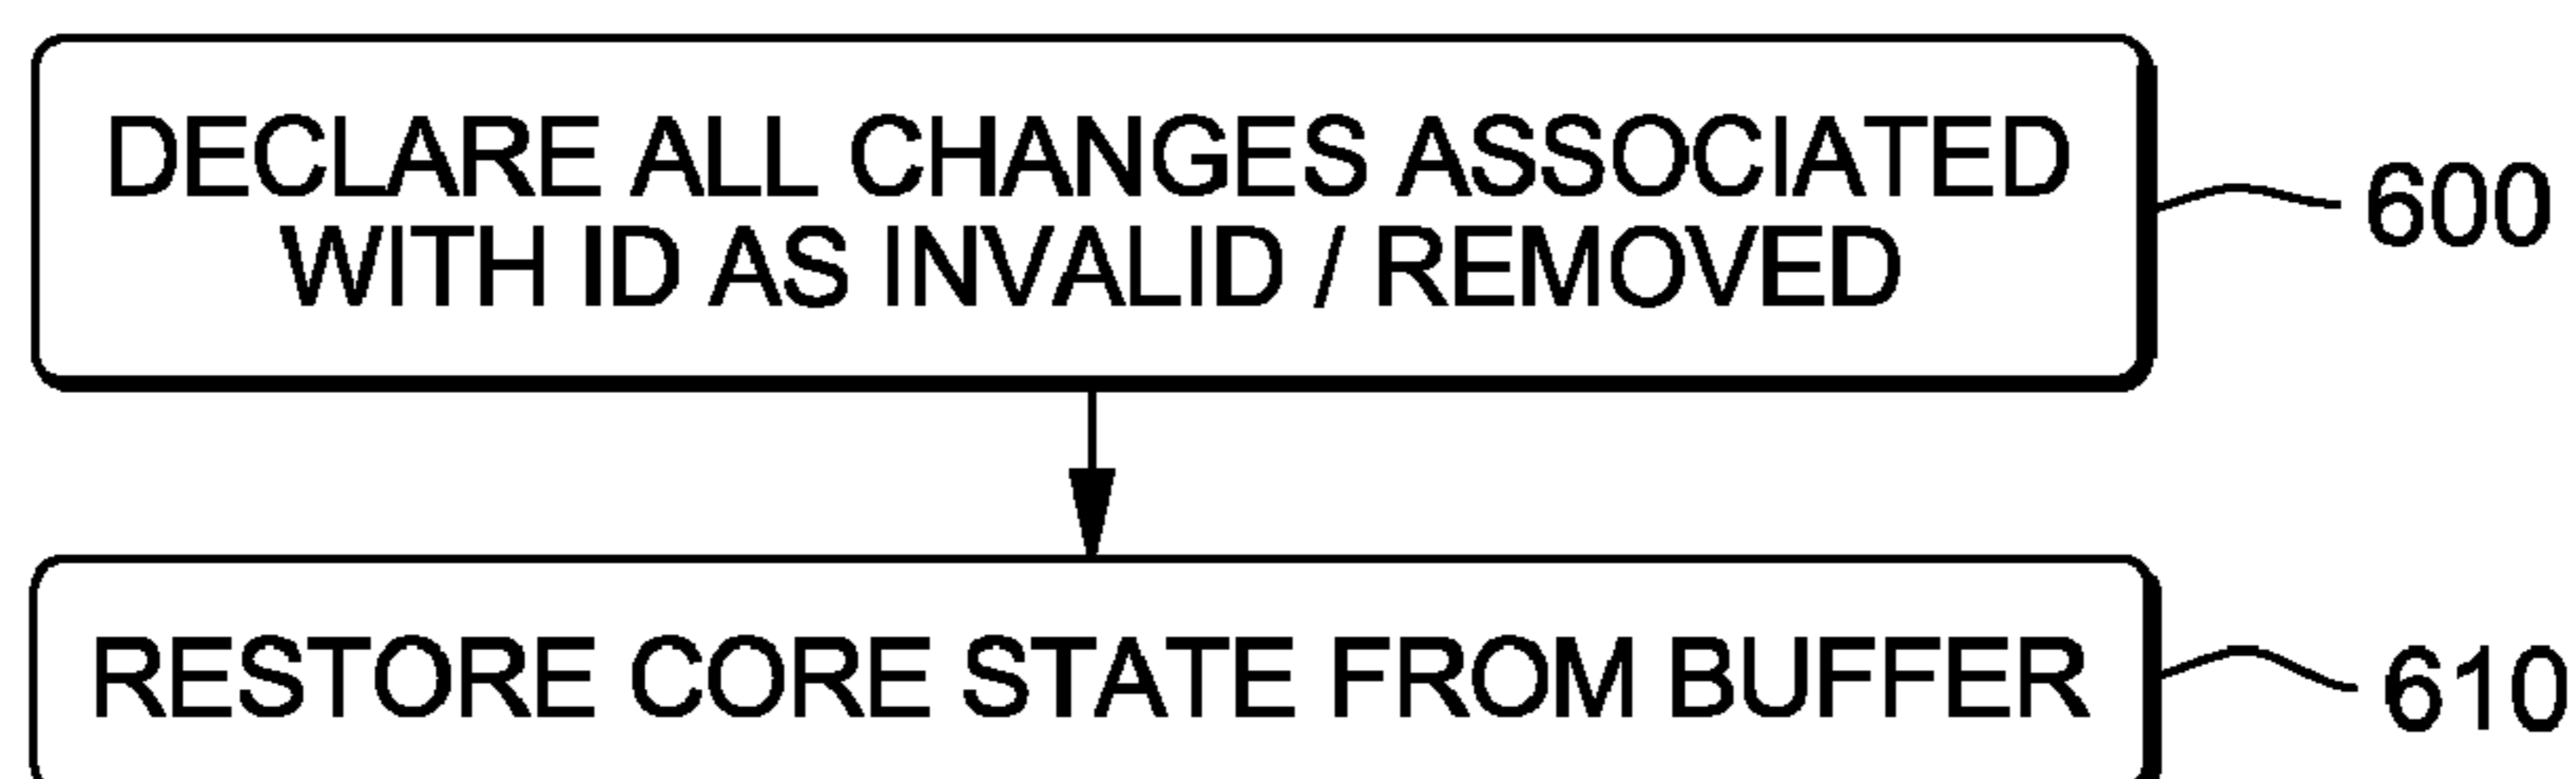 DECLARE ALL CHANGES ASSOCIATED
WITH ID AS INVALID / REMOVED
600
RESTORE CORE STATE FROM BUFFER
610